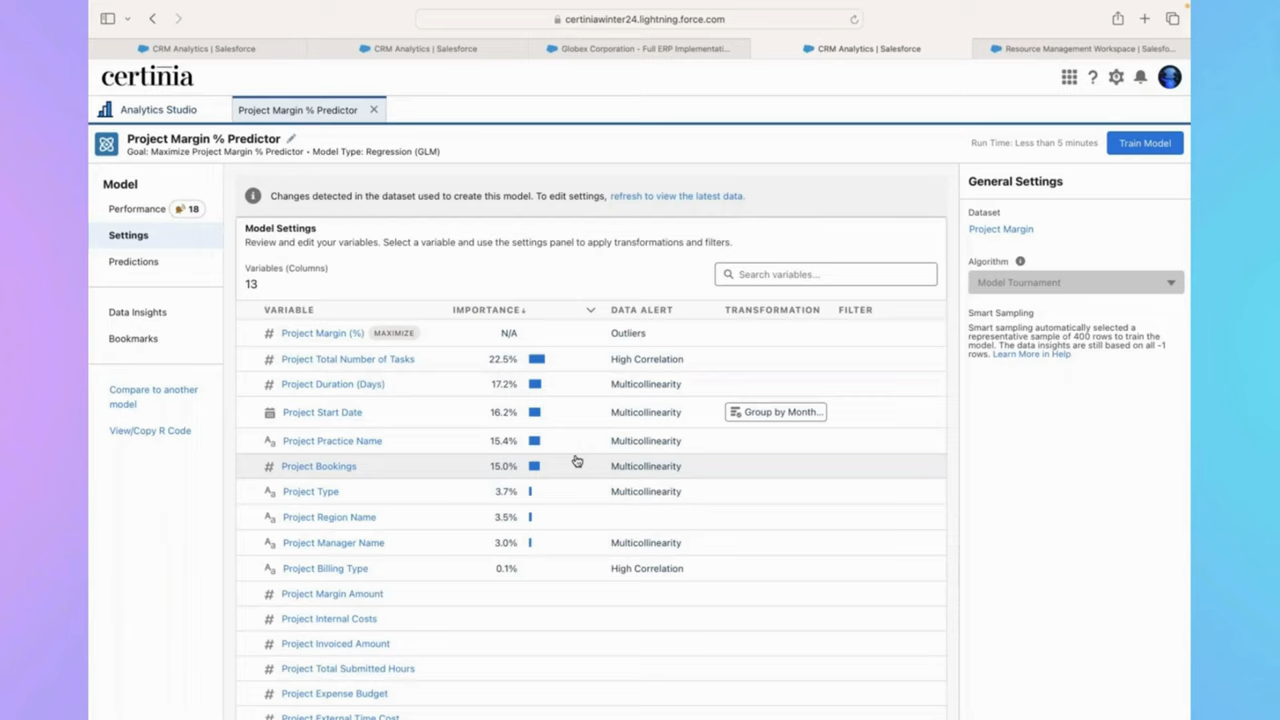 certiniawinter24.lightning.force.com
CRM Analytics | Salesforce
CRM Analytics | Salesforce
Globex Corporation - Full ERP Implementati...
CRM Analytics | Salesforce
Resource Management Workspace | Salesfo...
certinia
Analytics Studio
Project Margin % Predictor
Project Margin % Predictor
Goal: Maximize Project Margin % Predictor • Model Type: Regression (GLM)
Run Time: Less than 5 minutes
Train Model
Model
Performance 18
Settings
Predictions
Data Insights
Bookmarks
Compare to another
model
View/Copy R Code
Changes detected in the dataset used to create this model. To edit settings, refresh to view the latest data.
Model Settings
Review and edit your variables. Select a variable and use the settings panel to apply transformations and filters.
Variables (Columns)
13
Search variables...
VARIABLE IMPORTANCE↓ DATA ALERT TRANSFORMATION FILTER
# Project Margin (%) MAXIMIZE N/A Outliers
# Project Total Number of Tasks 22.5% High Correlation
# Project Duration (Days) 17.2% Multicollinearity
Project Start Date 16.2% Multicollinearity Group by Month...
Aa Project Practice Name 15.4% Multicollinearity
# Project Bookings 15.0% Multicollinearity
Aa Project Type 3.7% Multicollinearity
Aa Project Region Name 3.5%
Aa Project Manager Name 3.0% Multicollinearity
Aa Project Billing Type 0.1% High Correlation
# Project Margin Amount
# Project Internal Costs
# Project Invoiced Amount
# Project Total Submitted Hours
# Project Expense Budget
Project External Time Cost
General Settings
Dataset
Project Margin
Algorithm
Model Tournament
Smart Sampling
Smart sampling automatically selected a
representative sample of 400 rows to train the
model. The data insights are still based on all -1
rows. Learn More in Help